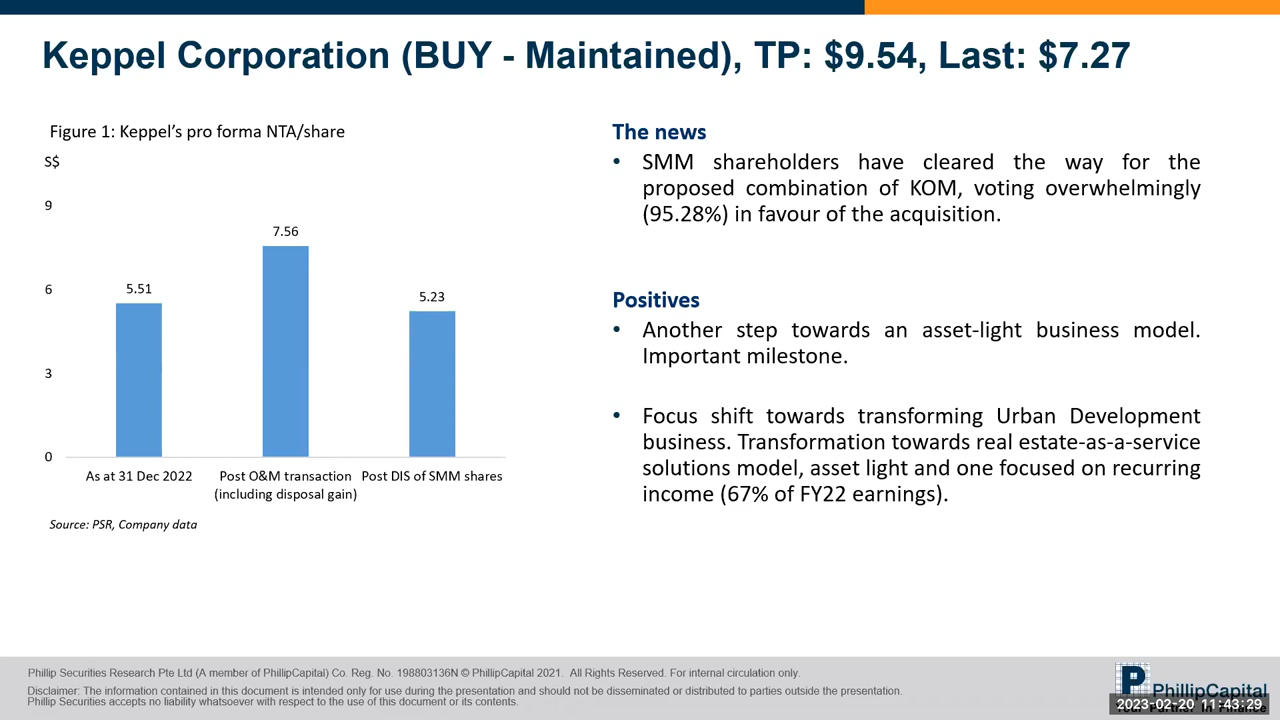 Keppel Corporation (BUY - Maintained), TP: $9.54, Last: $7.27
Figure 1: Keppel’s pro forma NTA/share
S$
9
6
3
0
5.51
7.56
5.23
As at 31 Dec 2022
Post O&M transaction
(including disposal gain)
Post DIS of SMM shares
Source: PSR, Company data
The news
• SMM shareholders have cleared the way for the
proposed combination of KOM, voting overwhelmingly
(95.28%) in favour of the acquisition.
Positives
• Another step towards an asset-light business model.
Important milestone.
• Focus shift towards transforming Urban Development
business. Transformation towards real estate-as-a-service
solutions model, asset light and one focused on recurring
income (67% of FY22 earnings).
Phillip Securities Research Pte Ltd (A member of PhillipCapital) Co. Reg. No. 198803136N © PhillipCapital 2021. All Rights Reserved. For internal circulation only.
Disclaimer: The information contained in this document is intended only for use during the presentation and should not be disseminated or distributed to parties outside the presentation.
Phillip Securities accepts no liability whatsoever with respect to the use of this document or its contents.
PhillipCapital
Your Partner In Finance
2023-02-20 11:43:29